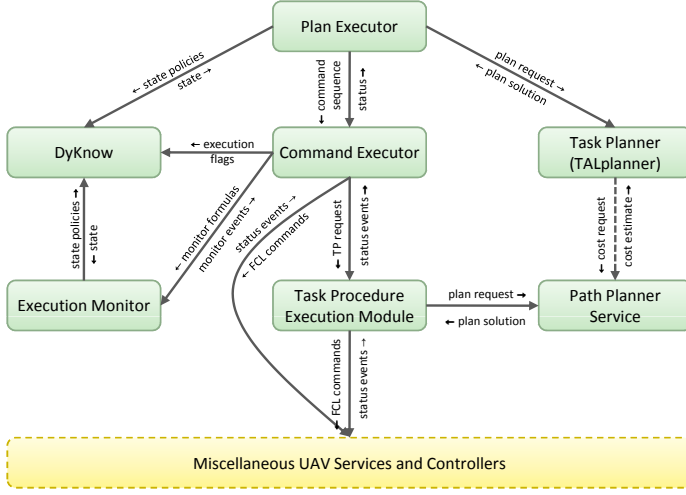 Plan Executor
← state policies
state →
← command
sequence
status →
plan request →
← plan solution
DyKnow
← execution
flags
Command Executor
Task Planner
(TALplanner)
state policies →
← state
← monitor formulas
monitor events →
status events →
← FCL commands
← TP request
status events →
← cost request
cost estimate →
Execution Monitor
Task Procedure
Execution Module
plan request →
← plan solution
Path Planner
Service
← FCL commands
status events →
Miscellaneous UAV Services and Controllers